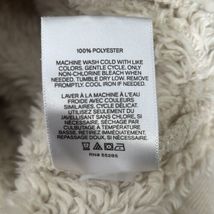 100% POLYESTER
MACHINE WASH COLD WITH LIKE
COLORS. GENTLE CYCLE. ONLY
NON-CHLORINE BLEACH WHEN
NEEDED. TUMBLE DRY LOW. REMOVE
PROMPTLY. COOL IRON IF NEEDED.
LAVER À LA MACHINE À L'EAU
FROIDE AVEC COULEURS
SIMILAIRES. CYCLE DÉLICAT.
UTILISEZ SEULEMENT DU
JAVELLISANT SANS CHLORE, SI
NÉCESSAIRE. SÉCHAGE PAR
CULBUTAGE À TEMPÉRATURE
BASSE. RETIREZ RAPIDEMENT.
REPASSAGE DOUX SI NÉCESSAIRE.
RN# 55285